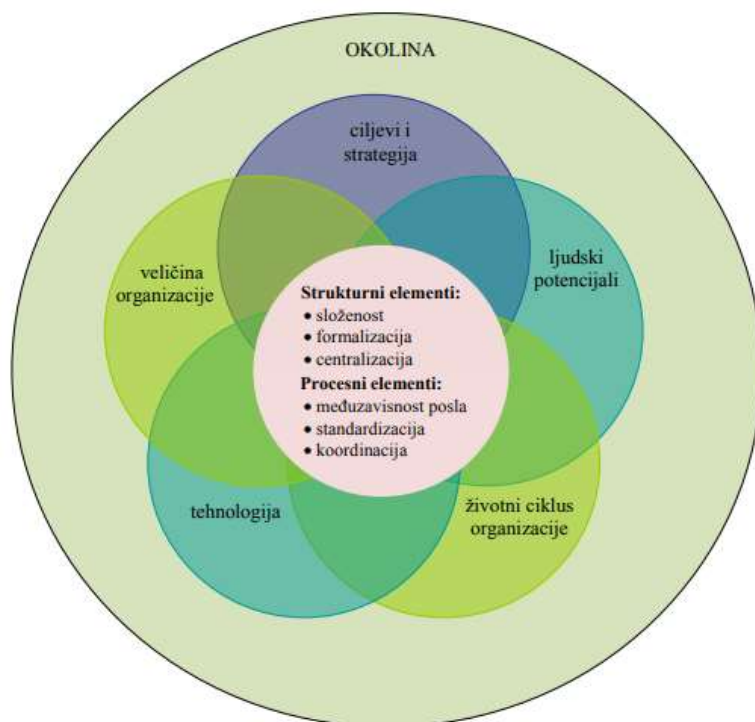 OKOLINA
ciljevi i
strategija
veličina
organizacije
ljudski
potencijali
Strukturni elementi:
• složenost
• formalizacija
• centralizacija
Procesni elementi:
• međuzavisnost posla
• standardizacija
• koordinacija
tehnologija
životni ciklus
organizacije